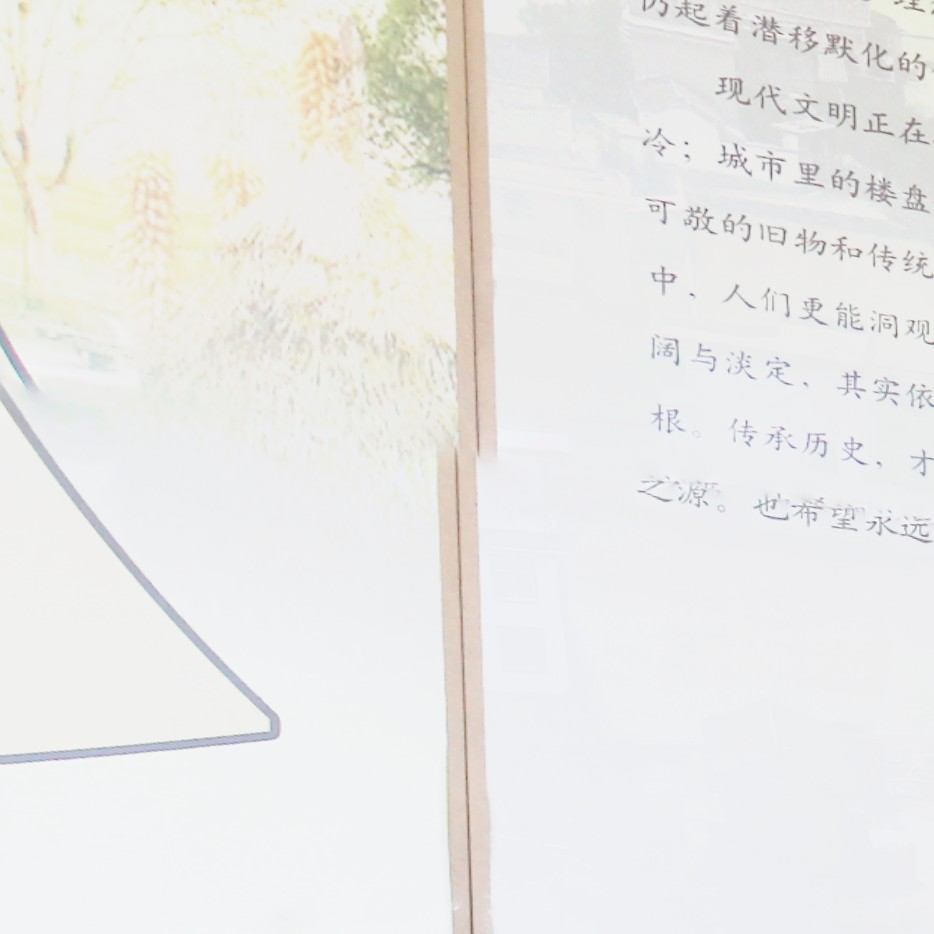 仍起着潜移默化的
现代文明正在
冷；城市里的楼盘
可敬的旧物和传统
中，人们更能洞观
阔与淡定，其实依
根。传承历史，才
之源。也希望永远